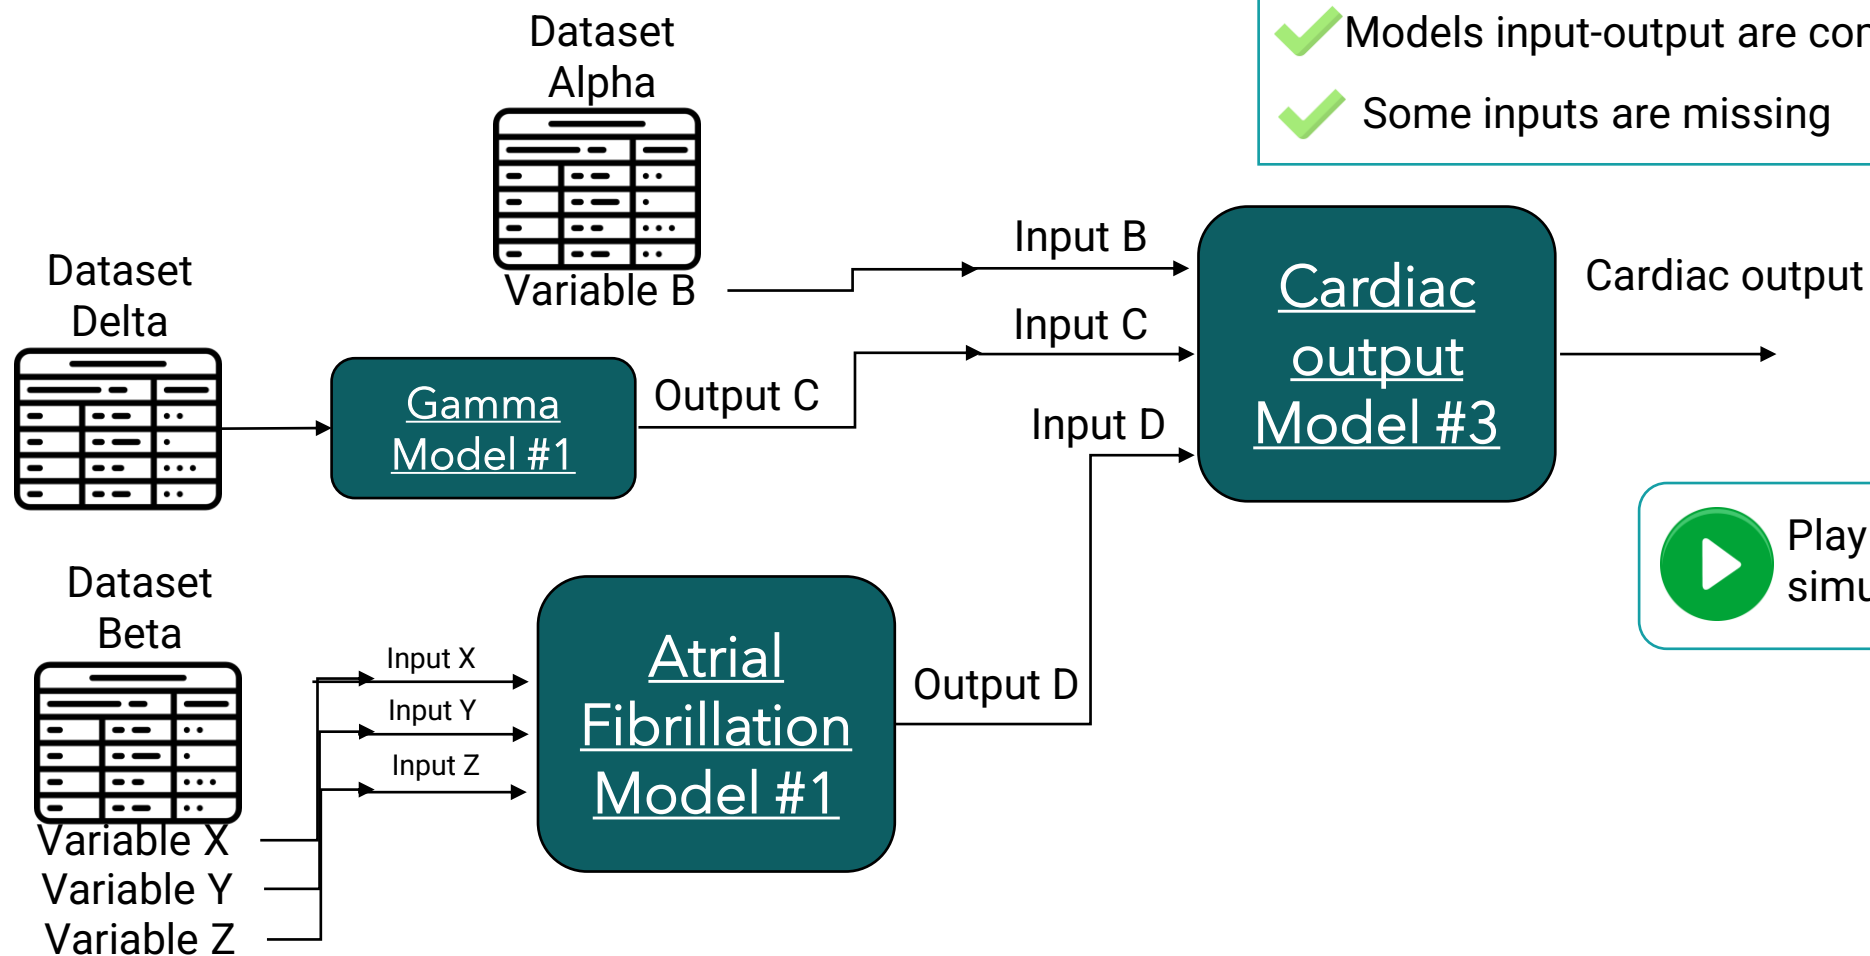 Dataset
Alpha
Variable B
Models input-output are
Some inputs are missing
Dataset
Delta
Gamma
Model #1
Output C
Input B
Input C
Input D
Cardiac
output
Model #3
Cardiac output
Play
Dataset
Beta
Variable X
Variable Y
Variable Z
Input X
Input Y
Input Z
Atrial
Fibrillation
Model #1
Output D